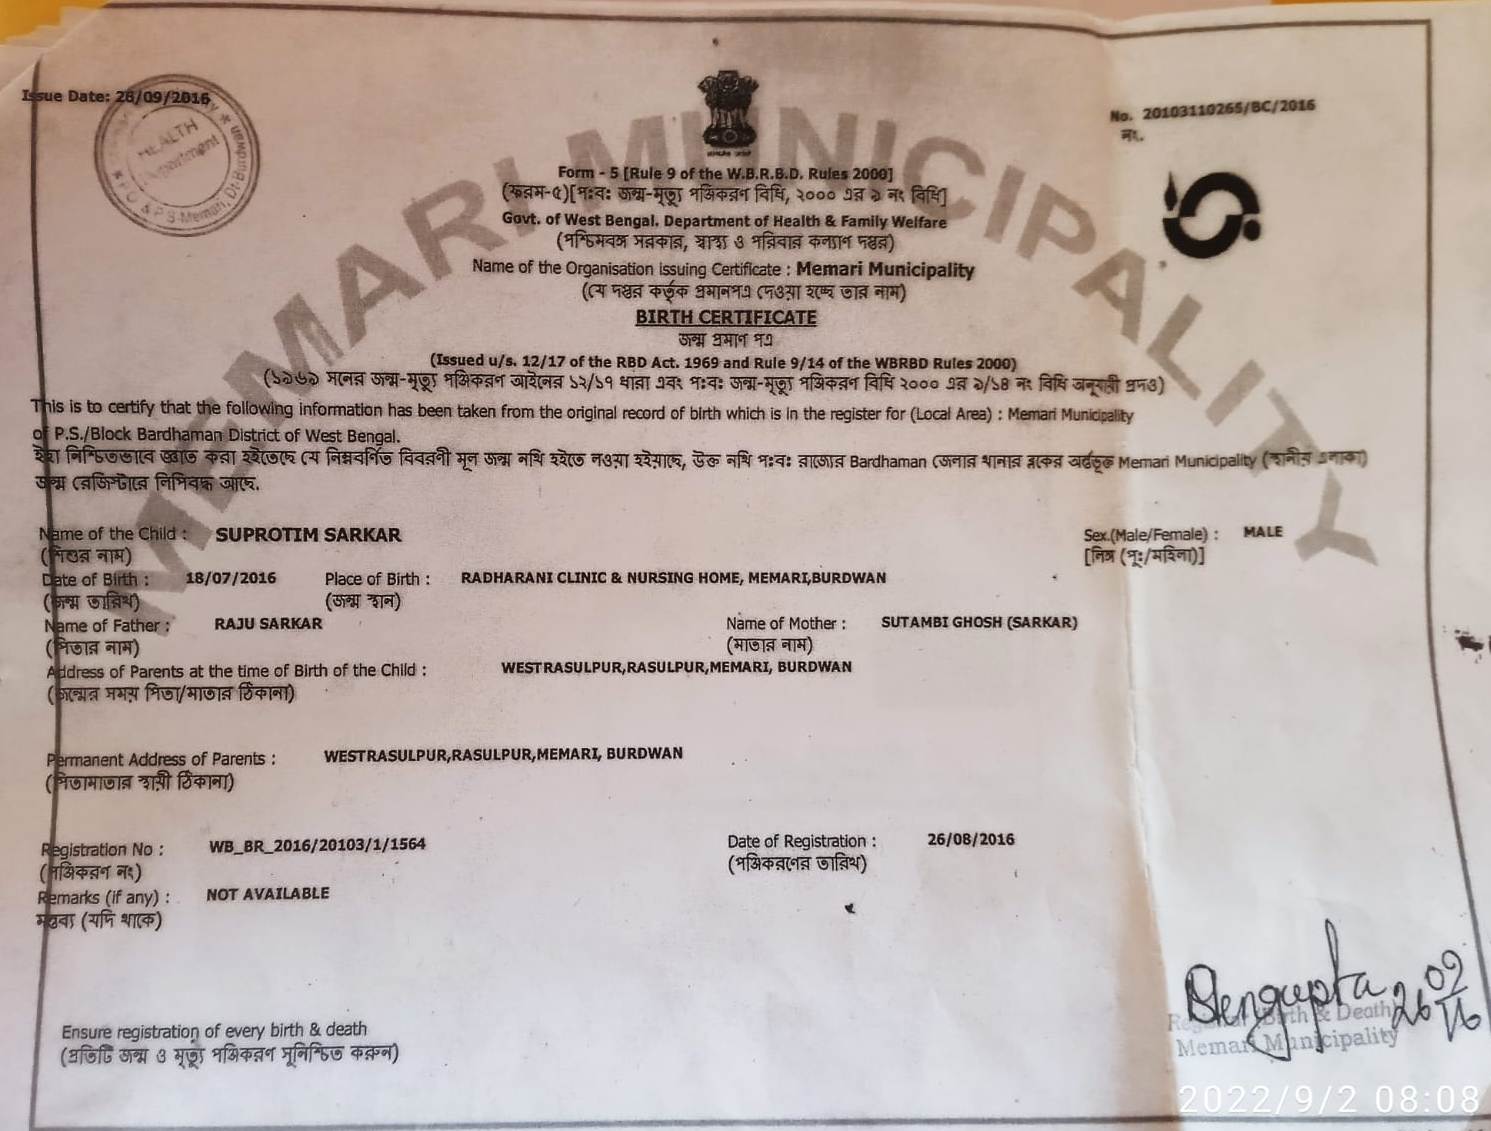 Issue Date: 26/09/2016
HEALTH
Department
No. 20103110265/BC/2016
নং.
MEMARI MUNICIPALITY
Form - 5 [Rule 9 of the W.B.R.B.D. Rules 2000]
(ফরম-৫)[পঃবঃ জন্ম-মৃত্যু পঞ্জিকরণ বিধি, ২০০০ এর ৯ নং বিধি]
Govt. of West Bengal. Department of Health & Family Welfare
(পশ্চিমবঙ্গ সরকার, স্বাস্থ্য ও পরিবার কল্যাণ দপ্তর)
Name of the Organisation issuing Certificate : Memari Municipality
(যে দপ্তর কর্তৃক প্রমানপত্র দেওয়া হচ্ছে তার নাম)
BIRTH CERTIFICATE
জন্ম প্রমাণ পত্র
(Issued u/s. 12/17 of the RBD Act. 1969 and Rule 9/14 of the WBRBD Rules 2000)
(১৯৬৯ সনের জন্ম-মৃত্যু পঞ্জিকরণ আইনের ১২/১৭ ধারা এবং পঃবঃ জন্ম-মৃত্যু পঞ্জিকরণ বিধি ২০০০ এর ৯/১৪ নং বিধি অনুযায়ী প্রদত্ত)
This is to certify that the following information has been taken from the original record of birth which is in the register for (Local Area) : Memari Municipality
of P.S./Block Bardhaman District of West Bengal.
ইহা নিশ্চিতভাবে জ্ঞাত করা হইতেছে যে নিম্নবর্ণিত বিবরণী মূল জন্ম নথি হইতে নওয়া হইয়াছে, উক্ত নথি পঃবঃ রাজ্যের Bardhaman জেলার থানার ব্লকের অর্ন্তভূক্ত Memari Municipality (স্থানীয় এলাকা)
জন্ম রেজিস্টারে লিপিবদ্ধ আছে.
Name of the Child : SUPROTIM SARKAR Sex.(Male/Female) : MALE
(শিশুর নাম) [লিঙ্গ (পুঃ/মহিলা)]
Date of Birth : 18/07/2016 Place of Birth : RADHARANI CLINIC & NURSING HOME, MEMARI,BURDWAN
(জন্ম তারিখ) (জন্ম স্থান)
Name of Father : RAJU SARKAR Name of Mother : SUTAMBI GHOSH (SARKAR)
(পিতার নাম) (মাতার নাম)
Address of Parents at the time of Birth of the Child : WESTRASULPUR,RASULPUR,MEMARI, BURDWAN
(জন্মের সময় পিতা/মাতার ঠিকানা)
Permanent Address of Parents : WESTRASULPUR,RASULPUR,MEMARI, BURDWAN
(পিতামাতার স্থায়ী ঠিকানা)
Registration No : WB_BR_2016/20103/1/1564 Date of Registration : 26/08/2016
(পঞ্জিকরণ নং) (পঞ্জিকরণের তারিখ)
Remarks (if any) : NOT AVAILABLE
মন্তব্য (যদি থাকে)
Ensure registration of every birth & death
(প্রতিটি জন্ম ও মৃত্যু পঞ্জিকরণ সুনিশ্চিত করুন)
Birth & Death
Memari Municipality
2022/9/2 08:08